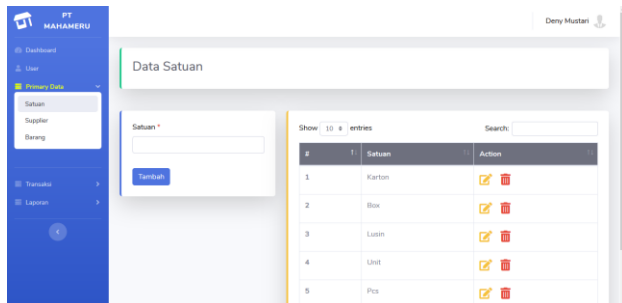 PT
MAHAMERU
Deny Mustari
Dashboard
User
Primary Data
Satuan
Supplier
Barang
Transaksi
Laporan
Data Satuan
Satuan *
Tambah
Show 10 entries
Search:
# Satuan Action
1 Karton
2 Box
3 Lusin
4 Unit
5 Pcs